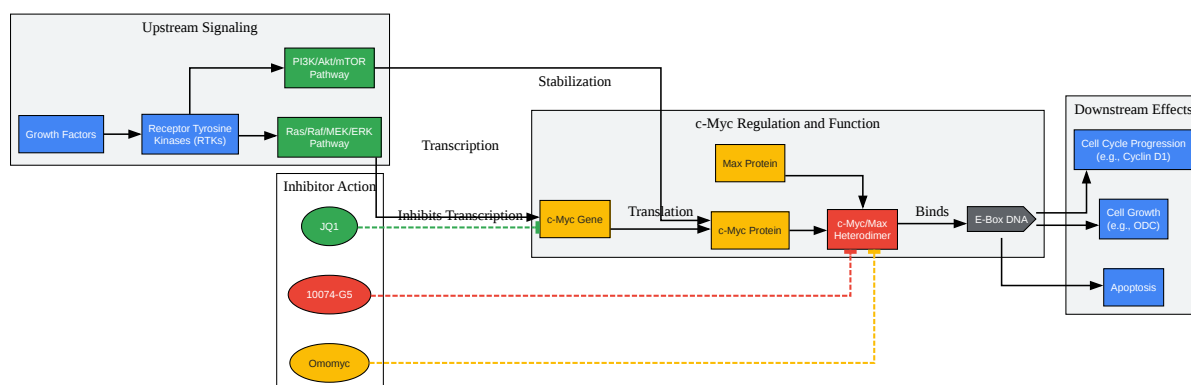 Upstream Signaling
PI3K/Akt/mTOR
Pathway
Growth Factors
Receptor Tyrosine
Kinases (RTKs)
Ras/Raf/MEK/ERK
Pathway
Stabilization
Transcription
Inhibitor Action
JQ1
Inhibits Transcription
10074-G5
Omomyc
c-Myc Regulation and Function
Max Protein
c-Myc Gene
Translation
c-Myc Protein
c-Myc/Max
Heterodimer
Binds
E-Box DNA
Downstream Effects
Cell Cycle Progression
(e.g., Cyclin D1)
Cell Growth
(e.g., ODC)
Apoptosis